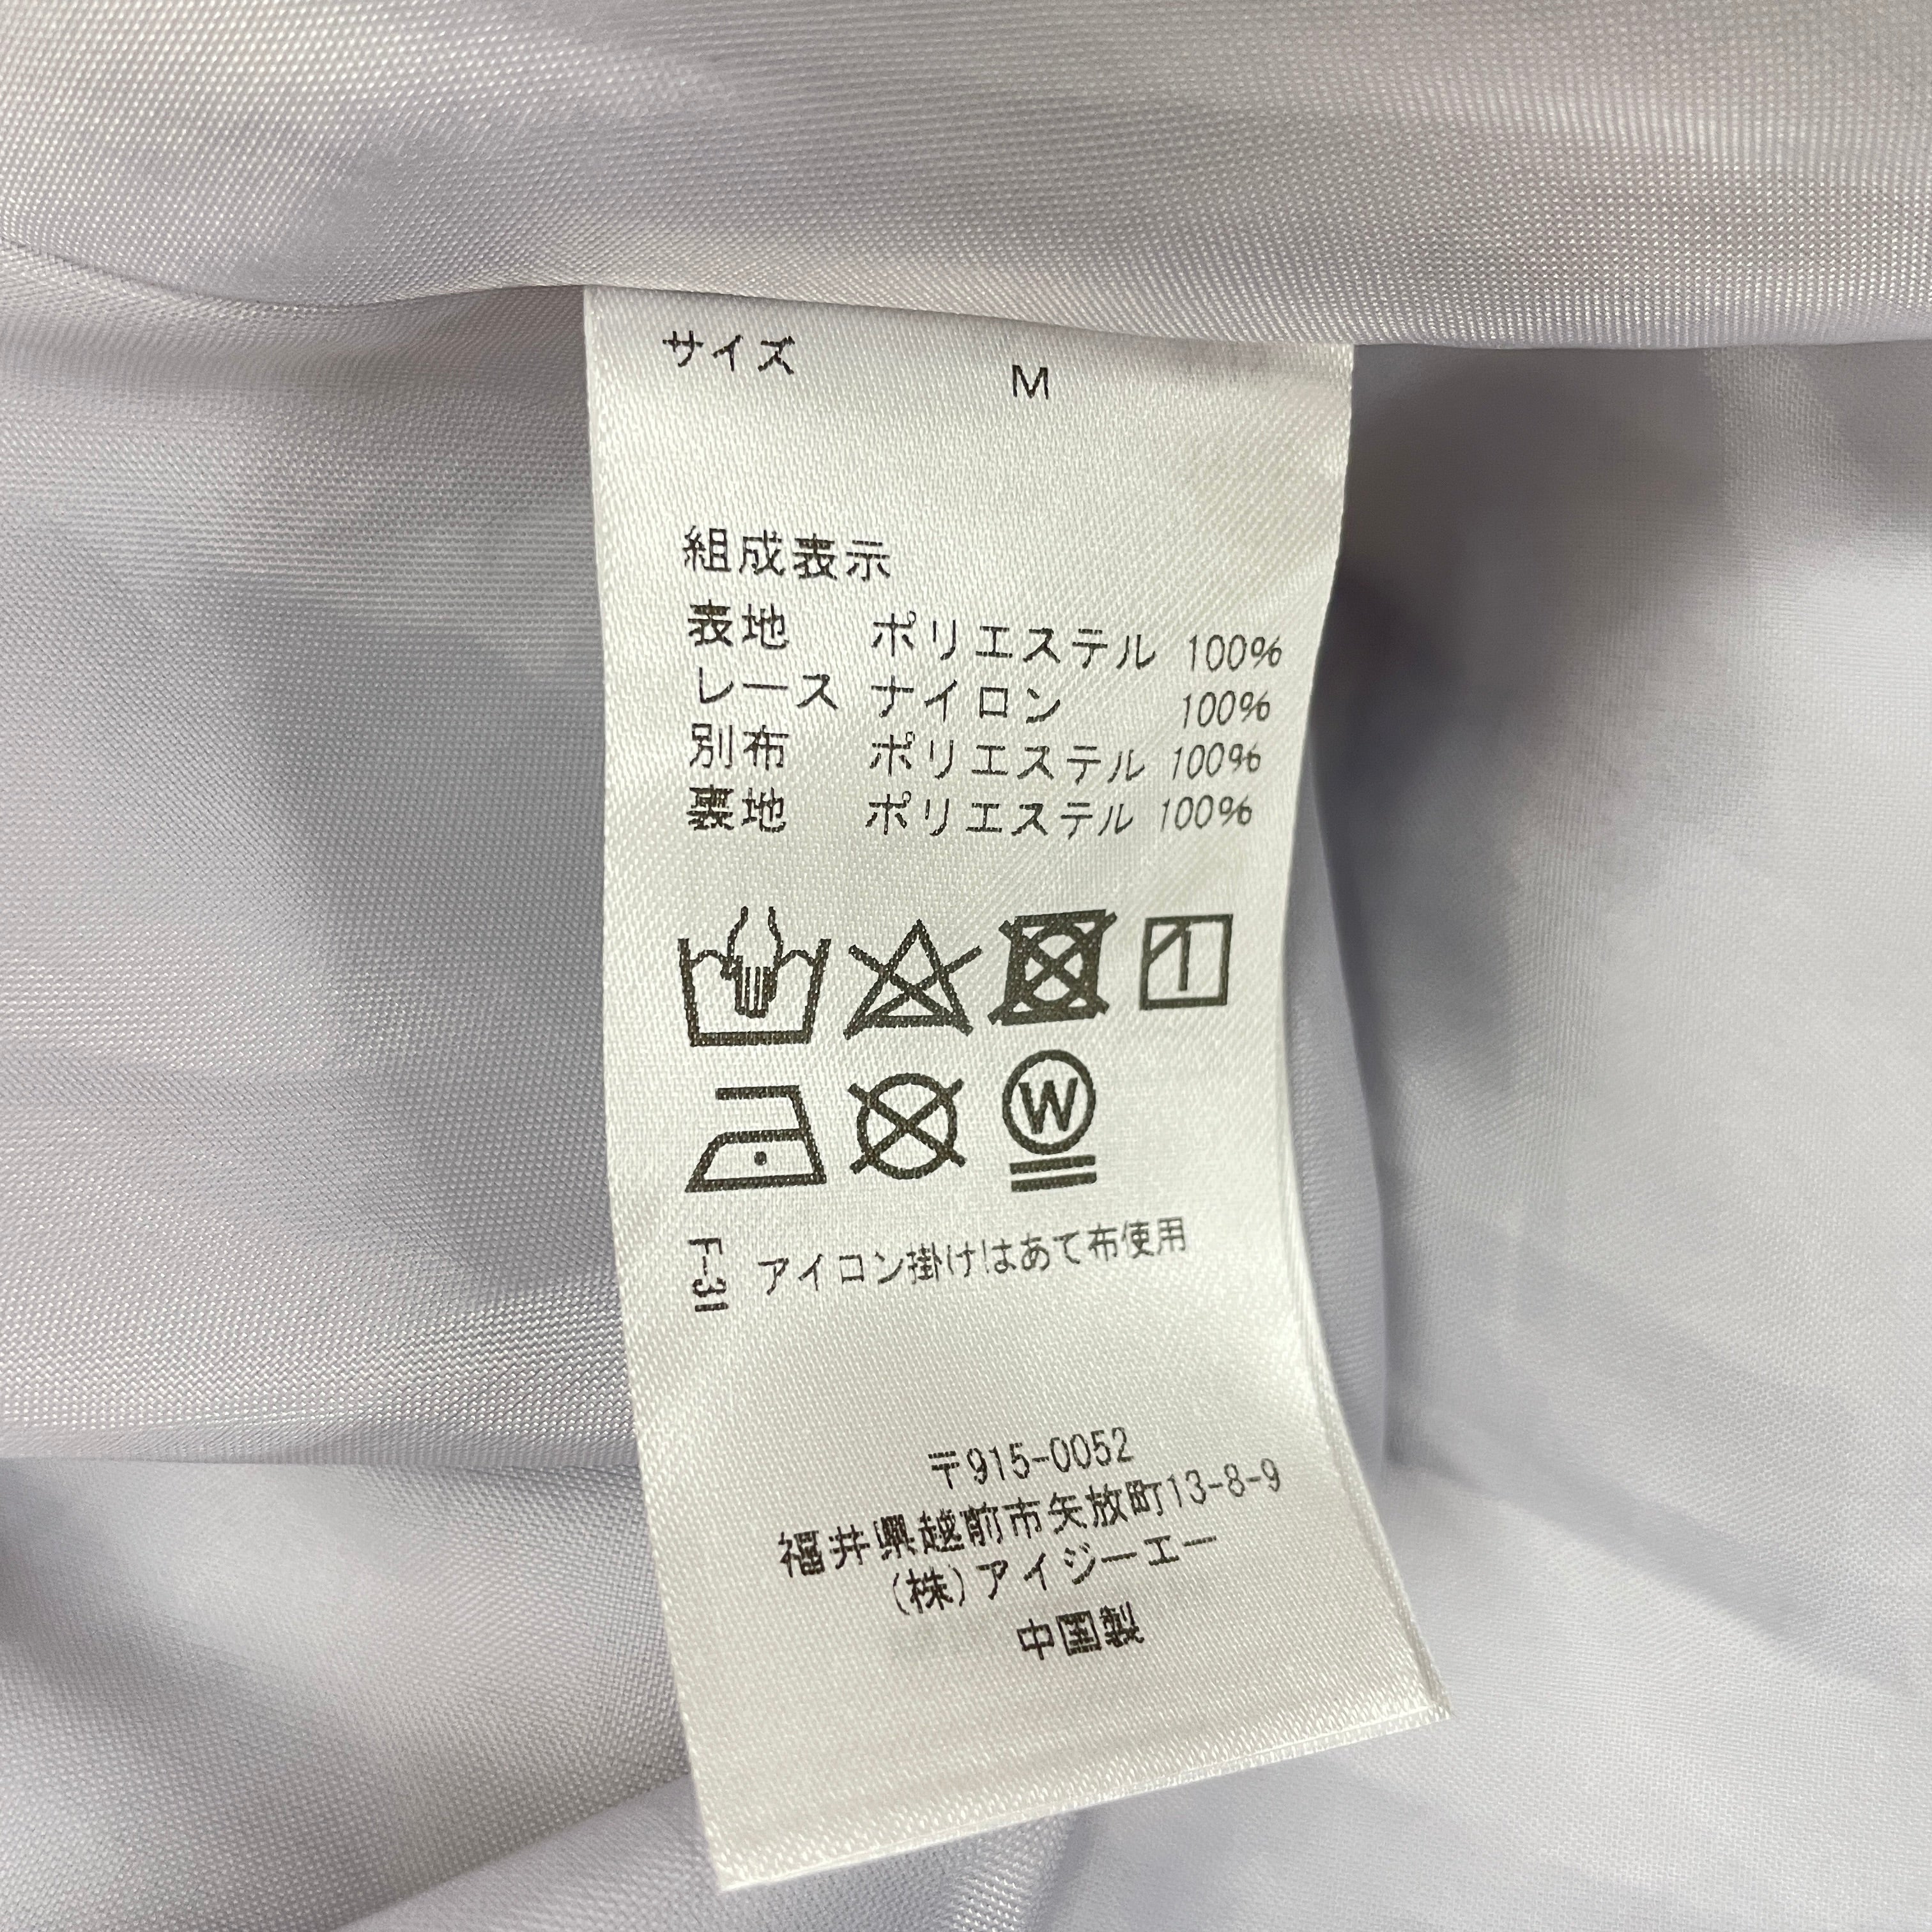 サイズ M
組成表示
表地 ポリエステル 100%
レース ナイロン 100%
別布 ポリエステル 100%
裏地 ポリエステル 100%
W
F-31 アイコン掛けはあて布使用
〒915-0052
福井県越前市矢放町13-8-9
(株)アイジーエー
中国製